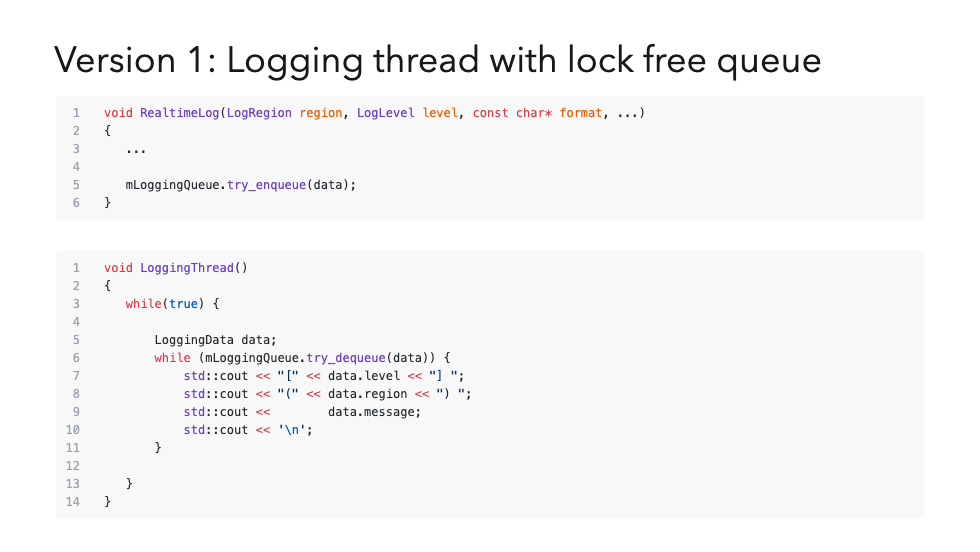 Version 1: Logging thread with lock free queue
1 void RealtimeLog(LogRegion region, LogLevel level, const char* format, ...)
2 {
3    ...
4
5    mLoggingQueue.try_enqueue(data);
6 }
1 void LoggingThread()
2 {
3    while(true) {
4
5        LoggingData data;
6        while (mLoggingQueue.try_dequeue(data)) {
7            std::cout << "[" << data.level << "] ";
8            std::cout << "(" << data.region << ") ";
9            std::cout <<        data.message;
10            std::cout << '\n';
11        }
12
13    }
14 }